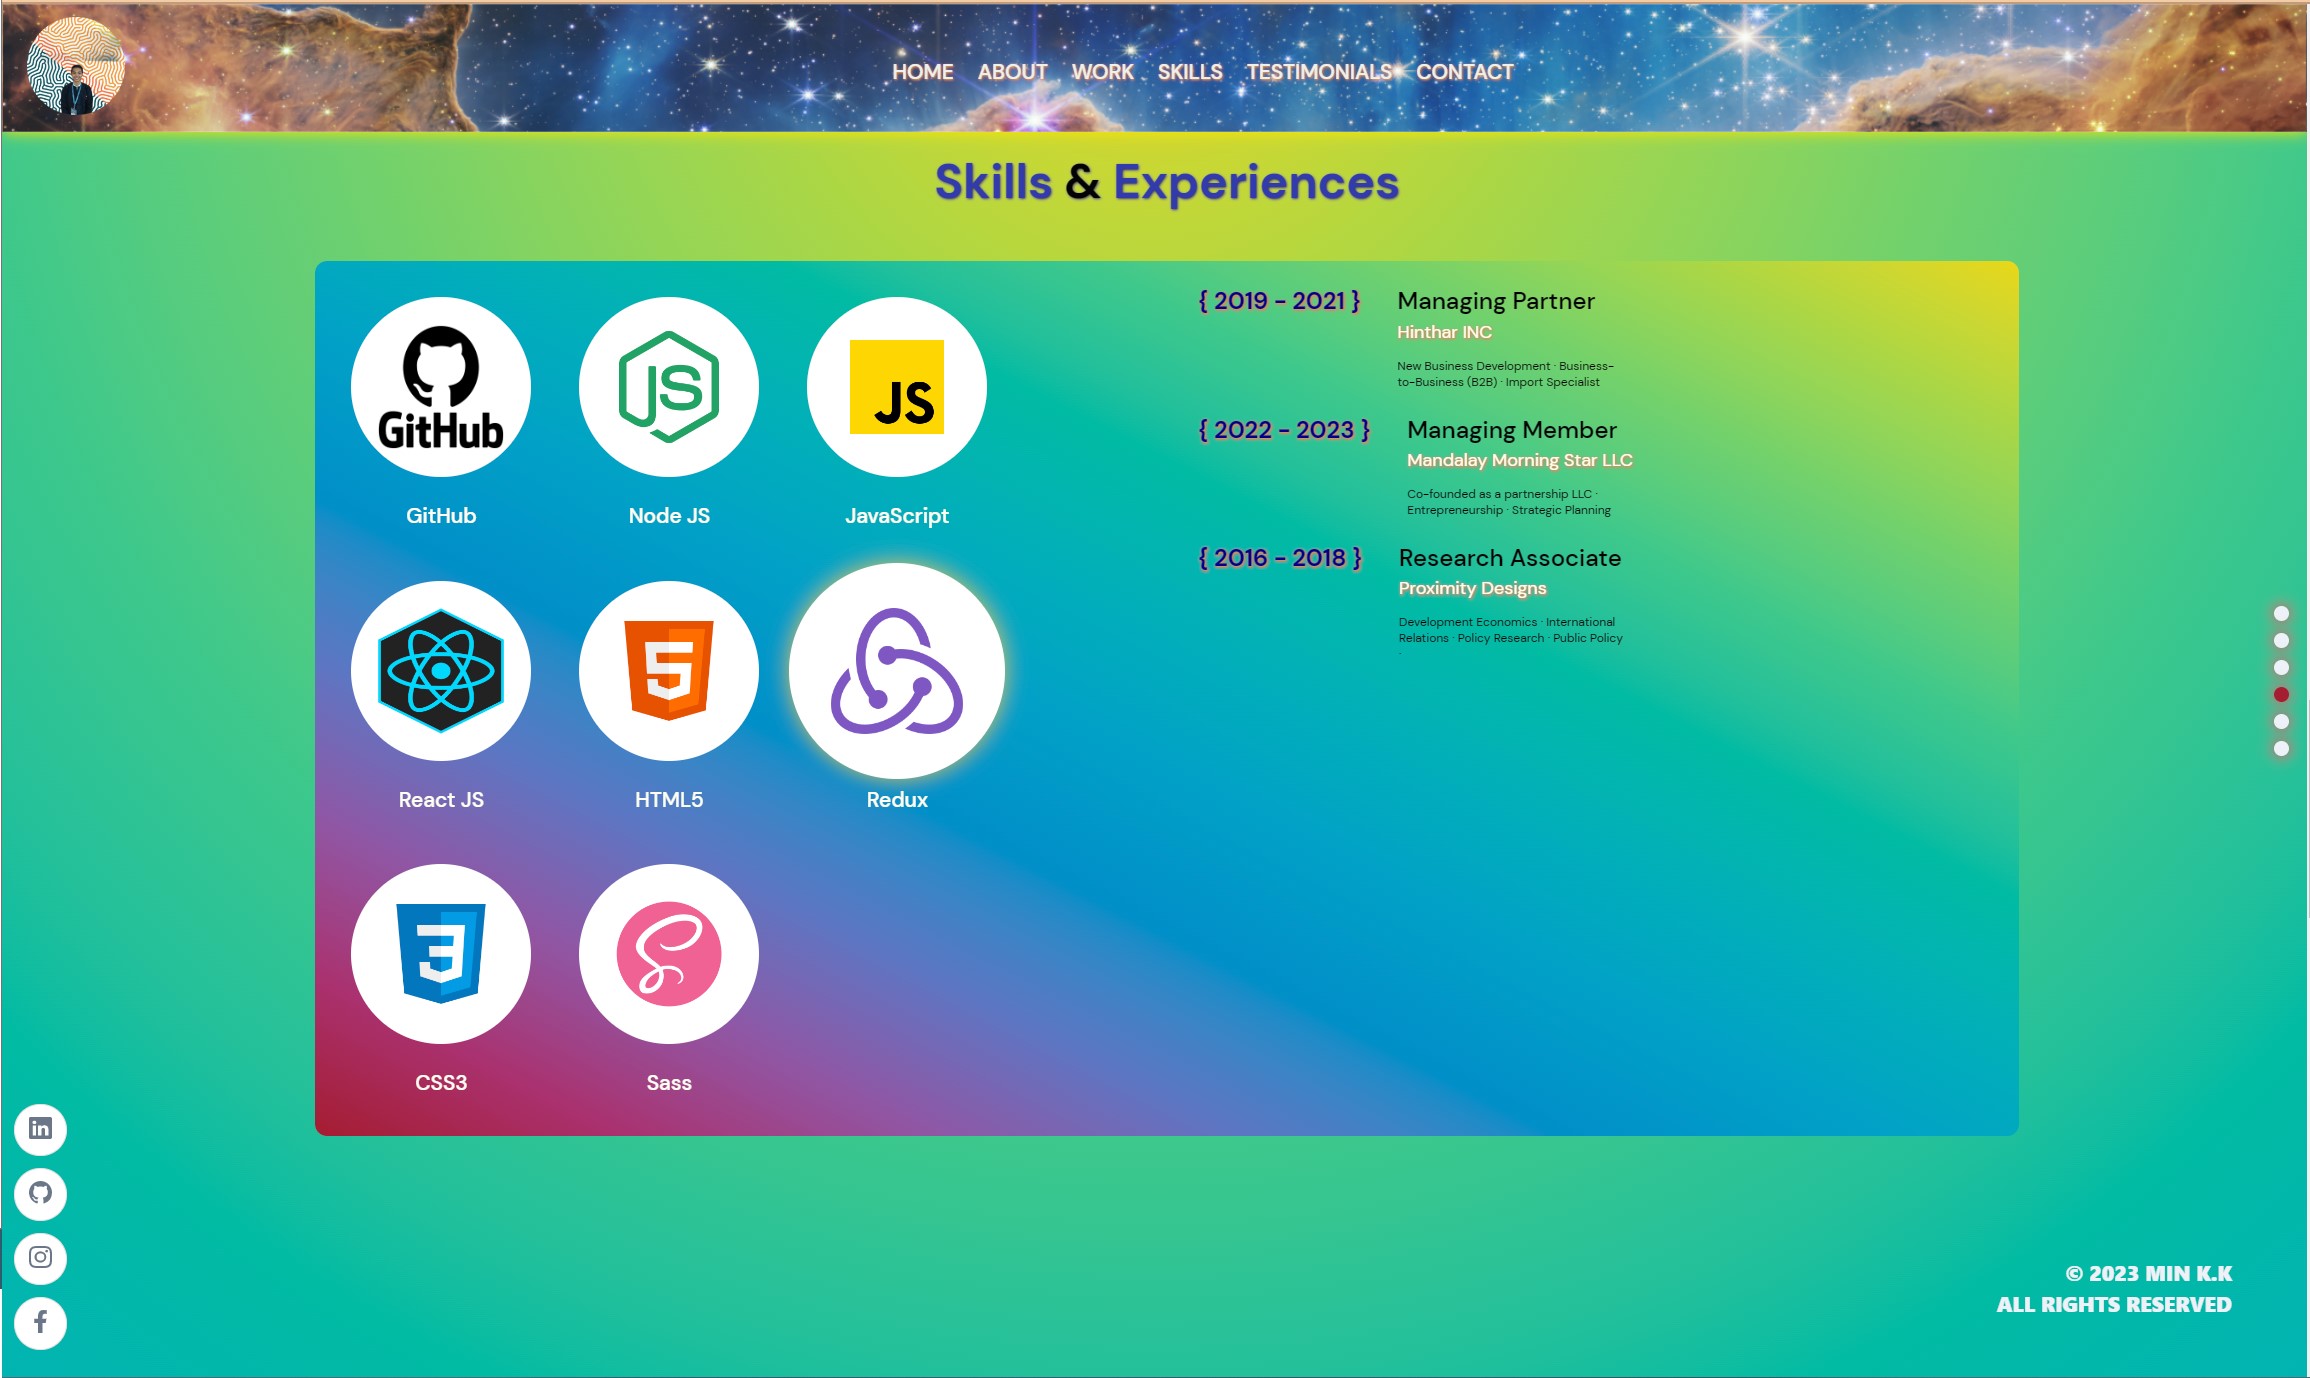 HOME ABOUT WORK SKILLS TESTIMONIALS CONTACT
Skills & Experiences
GitHub
JS
JS
GitHub Node JS JavaScript
5
React JS HTML5 Redux
3
CSS3 Sass
{ 2019 - 2021 } Managing Partner
Hinthar INC
New Business Development · Business-
to-Business (B2B) · Import Specialist
{ 2022 - 2023 } Managing Member
Mandalay Morning Star LLC
Co-founded as a partnership LLC ·
Entrepreneurship · Strategic Planning
{ 2016 - 2018 } Research Associate
Proximity Designs
Development Economics · International
Relations · Policy Research · Public Policy
·
in
f
© 2023 MIN K.K
ALL RIGHTS RESERVED